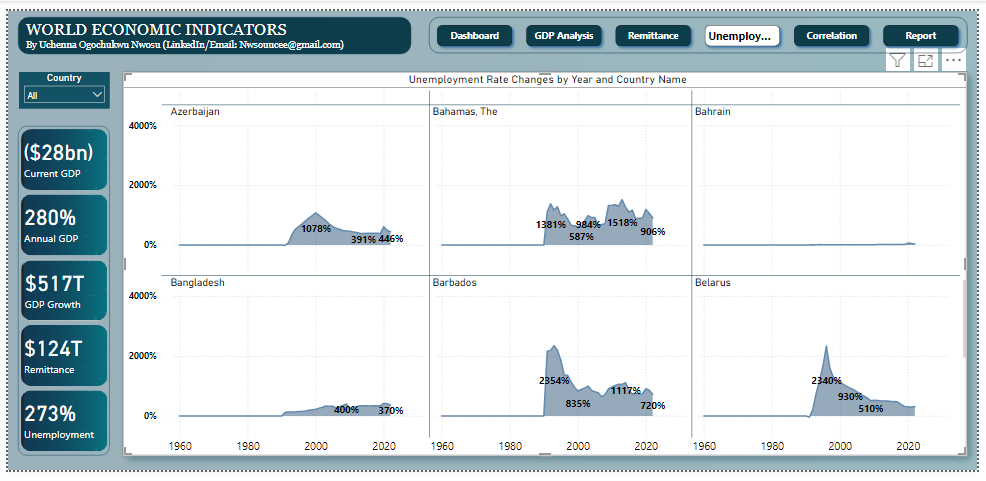 WORLD ECONOMIC INDICATORS
By Uchenna Ogochukwu Nwosu (LinkedIn/Email: Nwsoumcee@gmail.com)
Dashboard
GDP Analysis
Remittance
Unemploy...
Correlation
Report
Country
All
($28bn)
Current GDP
280%
Annual GDP
$517T
GDP Growth
$124T
Remittance
273%
Unemployment
Unemployment Rate Changes by Year and Country Name
Azerbaijan
Bahamas, The
Bahrain
4000%
2000%
0%
1078%
391%
446%
1381%
587%
984%
1518%
906%
Bangladesh
Barbados
Belarus
4000%
2000%
0%
400%
370%
2354%
835%
1117%
720%
2340%
930%
510%
1960 1980 2000 2020
1960 1980 2000 2020
1960 1980 2000 2020